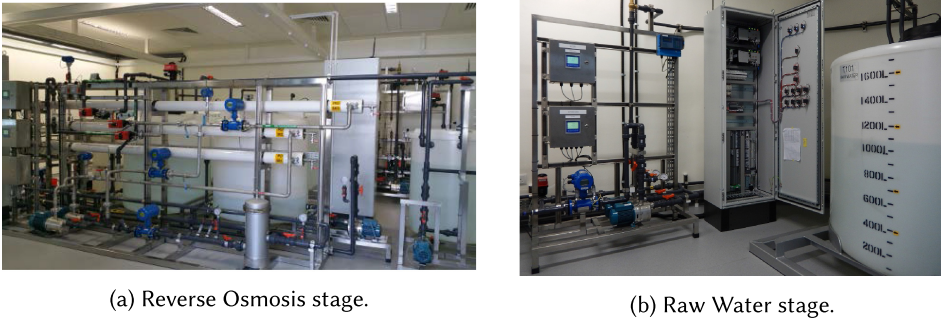 T101
1600L
1400L
1200L
1000L
800L
600L
400L
200L
(a) Reverse Osmosis stage.
(b) Raw Water stage.